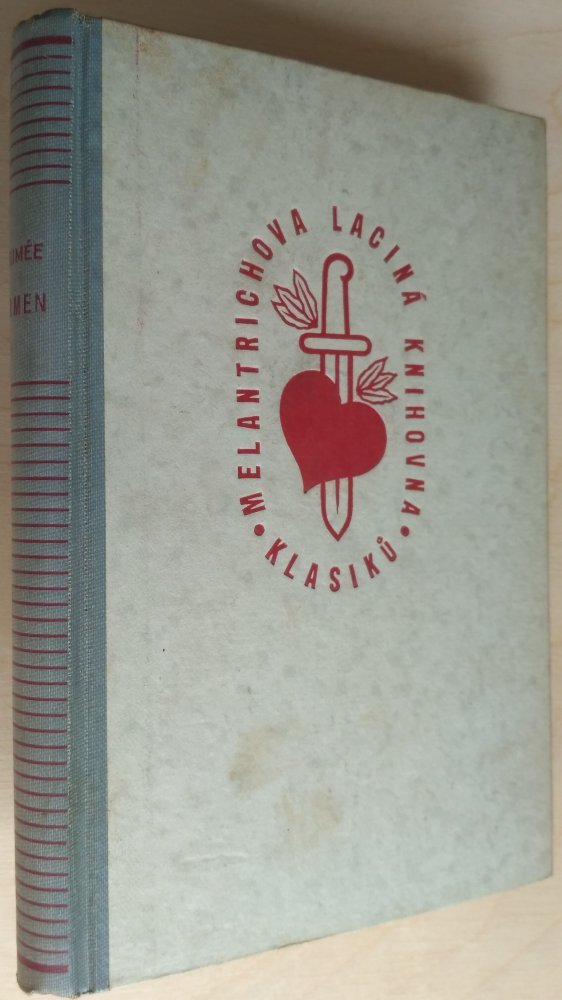 IMÉE
MEN
MELANTRICHOVA LACINÁ KNIHOVNA
• KLASIKŮ •